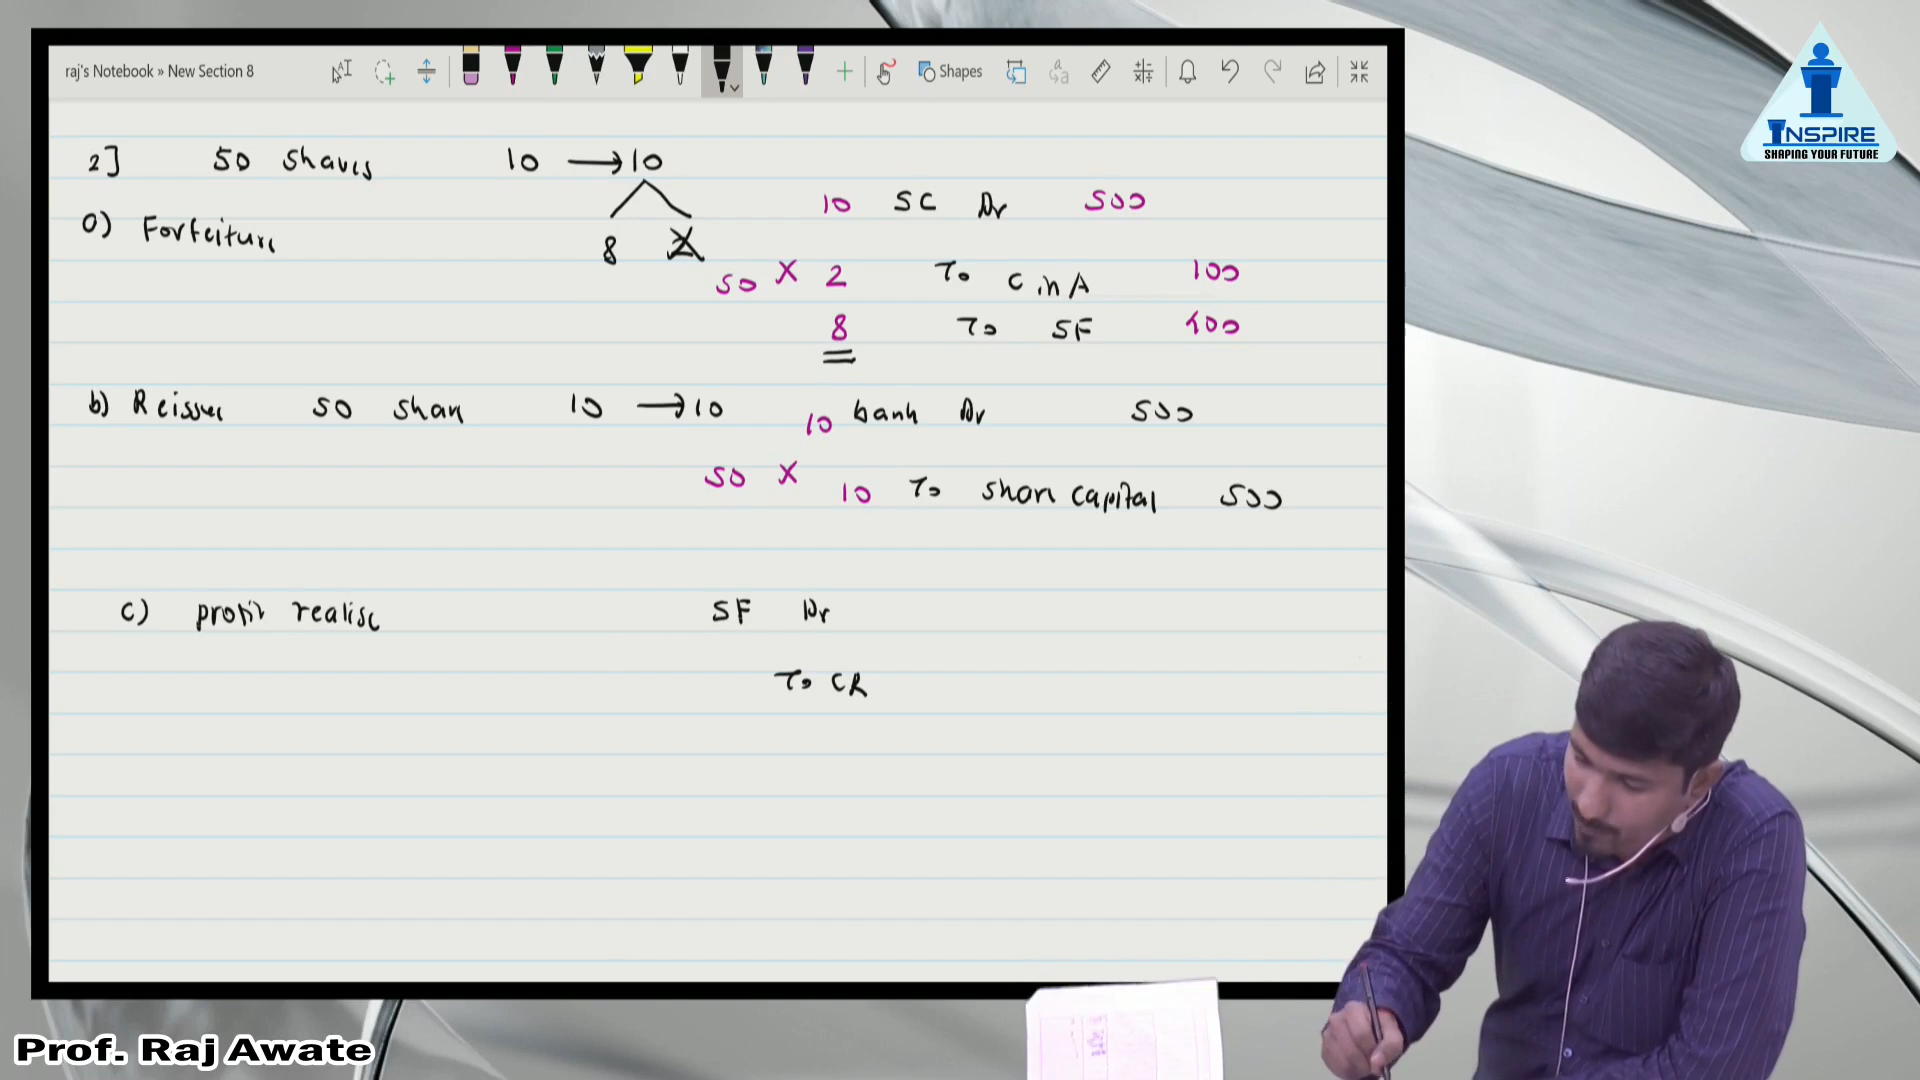 raj's Notebook » New Section 8
Shapes
INSPIRE
SHAPING YOUR FUTURE
2] 50 Shares 10 → 10
8 2
a) Forfeiture
10 SC Dr 500
50 X 2 To C in A 100
8 To SF 400
b) Reissue 50 Share 10 → 10
10 bank Dr 500
50 X 10 To Share capital 500
c) profit realise SF Dr
To CR
Prof. Raj Awate